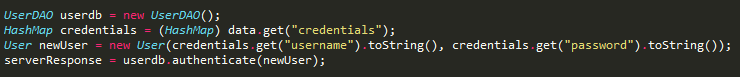 UserDAO userdb = new UserDAO();
HashMap credentials = (HashMap) data.get("credentials");
User newUser = new User(credentials.get("username").toString(), credentials.get("password").toString());
serverResponse = userdb.authenticate(newUser);